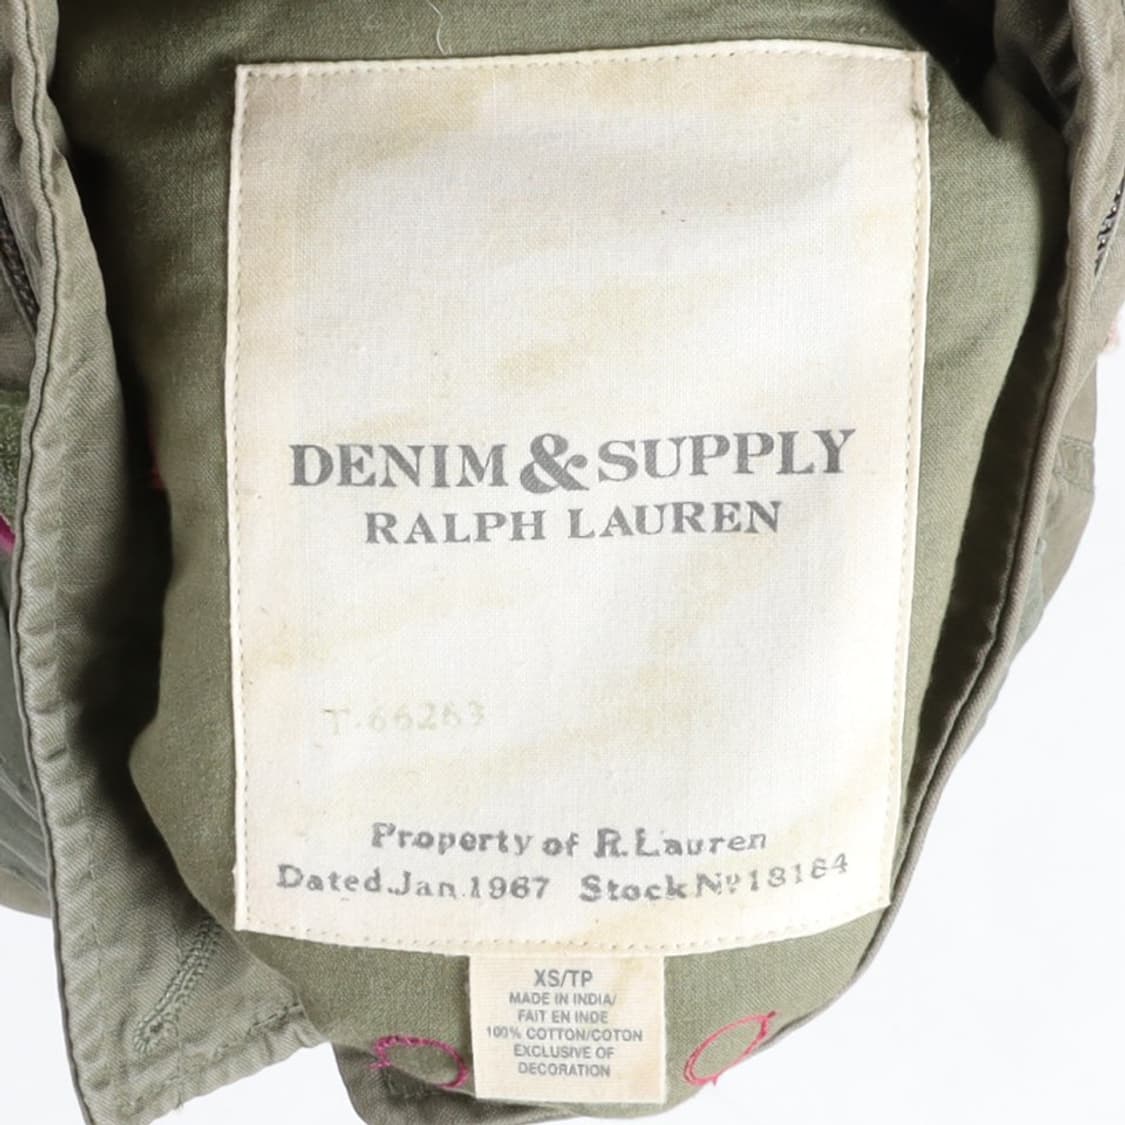 DENIM & SUPPLY
RALPH LAUREN
T-66263
Property of R.Lauren
Dated Jan. 1967 Stock Nº 18164
XS/TP
MADE IN INDIA/
FAIT EN INDE
100% COTTON/COTON
EXCLUSIVE OF
DECORATION